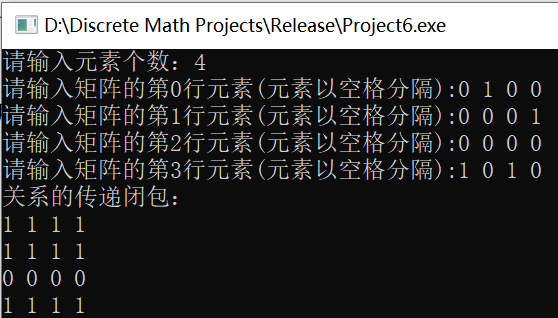 D:\Discrete Math Projects\Release\Project6.exe
请输入元素个数：4
请输入矩阵的第0行元素(元素以空格分隔):0 1 0 0
请输入矩阵的第1行元素(元素以空格分隔):0 0 0 1
请输入矩阵的第2行元素(元素以空格分隔):0 0 0 0
请输入矩阵的第3行元素(元素以空格分隔):1 0 1 0
关系的传递闭包：
1 1 1 1
1 1 1 1
0 0 0 0
1 1 1 1